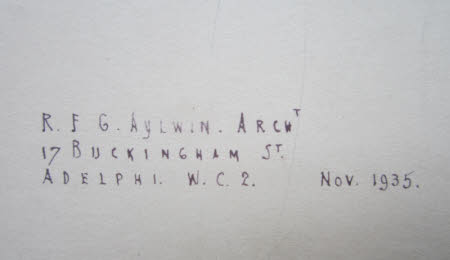 R. F G. AYLWIN. ARCHᵀ
17 BUCKINGHAM Sᵀ.
ADELPHI. W.C.2. NOV. 1935.